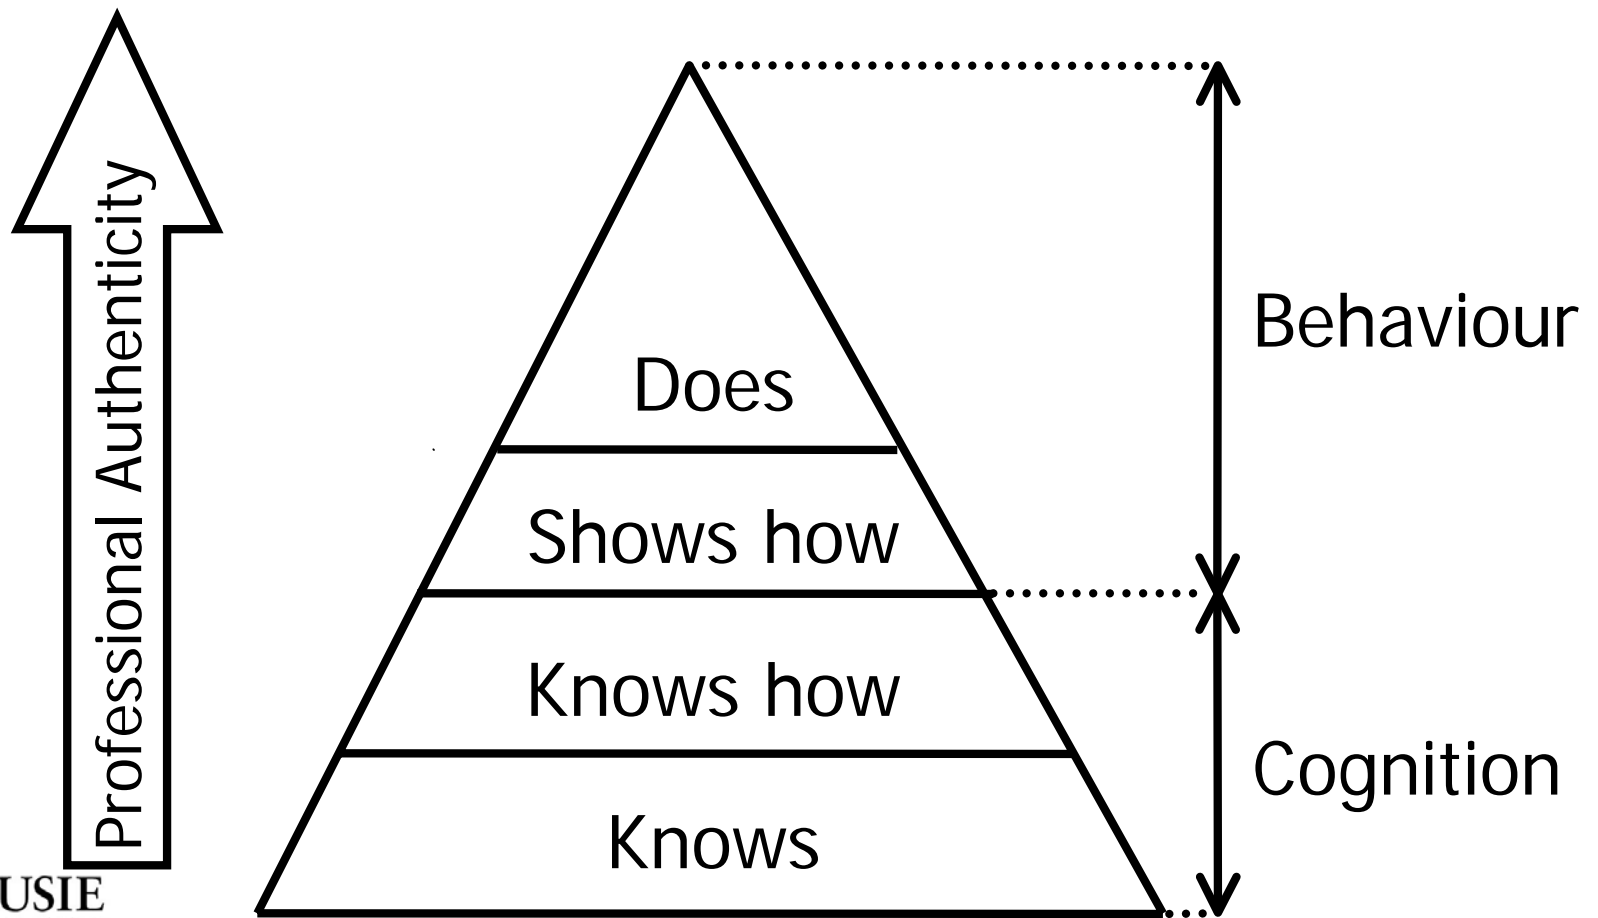 Professional Authenticity
Does
Shows how
Knows how
Knows
Behaviour
Cognition
USIE